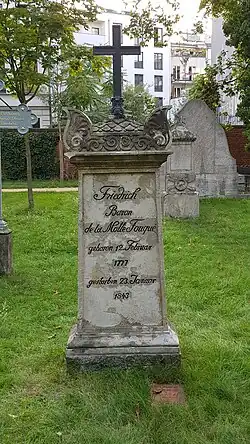 Friedrich
Baron
de la Motte Fouqué
geboren 12. Februar
1777
gestorben 23. Januar
1843